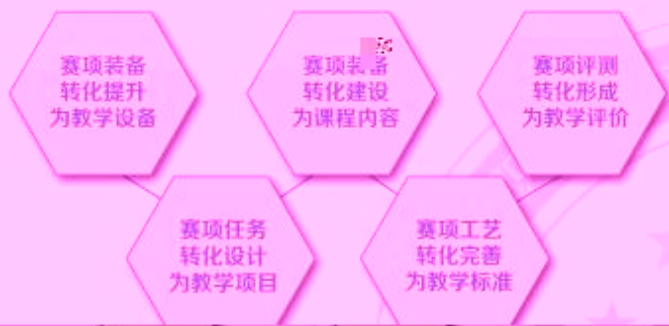 赛项装备
转化提升
为教学设备
赛项装备
转化建设
为课程内容
赛项评测
转化形成
为教学评价
赛项任务
转化设计
为教学项目
赛项工艺
转化完善
为教学标准